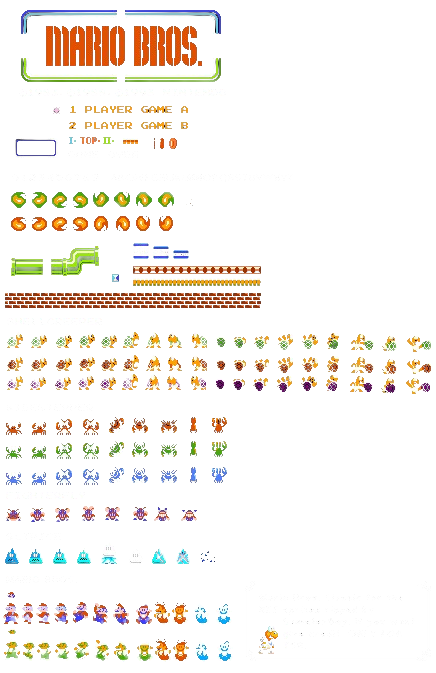 MARIO BROS.
1 PLAYER GAME A
2 PLAYER GAME B
I- TOP- II-